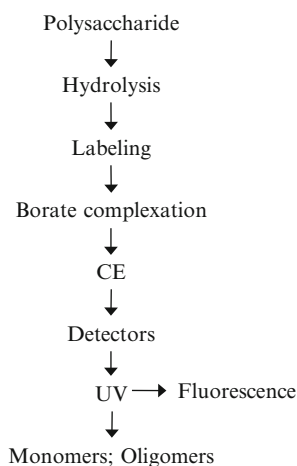 Polysaccharide
Hydrolysis
Labeling
Borate complexation
CE
Detectors
UV Fluorescence
Monomers; Oligomers